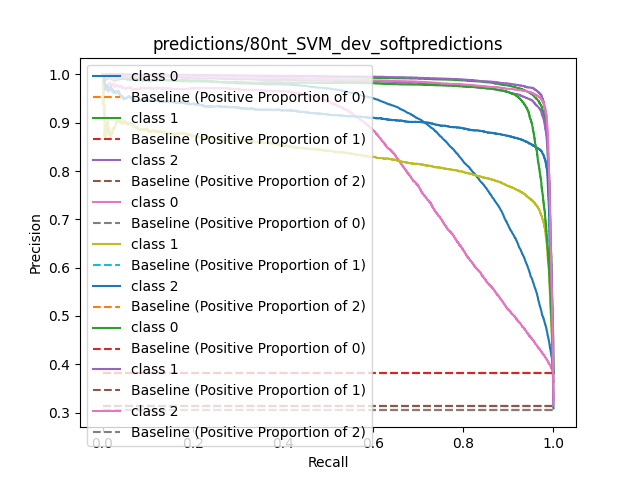 predictions/80nt_SVM_dev_softpredictions
1.0
0.9
0.8
0.7
0.6
0.5
0.4
0.3
Precision
class 0
Baseline (Positive Proportion of 0)
class 1
Baseline (Positive Proportion of 1)
class 2
Baseline (Positive Proportion of 2)
class 0
Baseline (Positive Proportion of 0)
class 1
Baseline (Positive Proportion of 1)
class 2
Baseline (Positive Proportion of 2)
class 0
Baseline (Positive Proportion of 0)
class 1
Baseline (Positive Proportion of 1)
class 2
Baseline (Positive Proportion of 2)
0.0 0.2 0.4 0.6 0.8 1.0
Recall